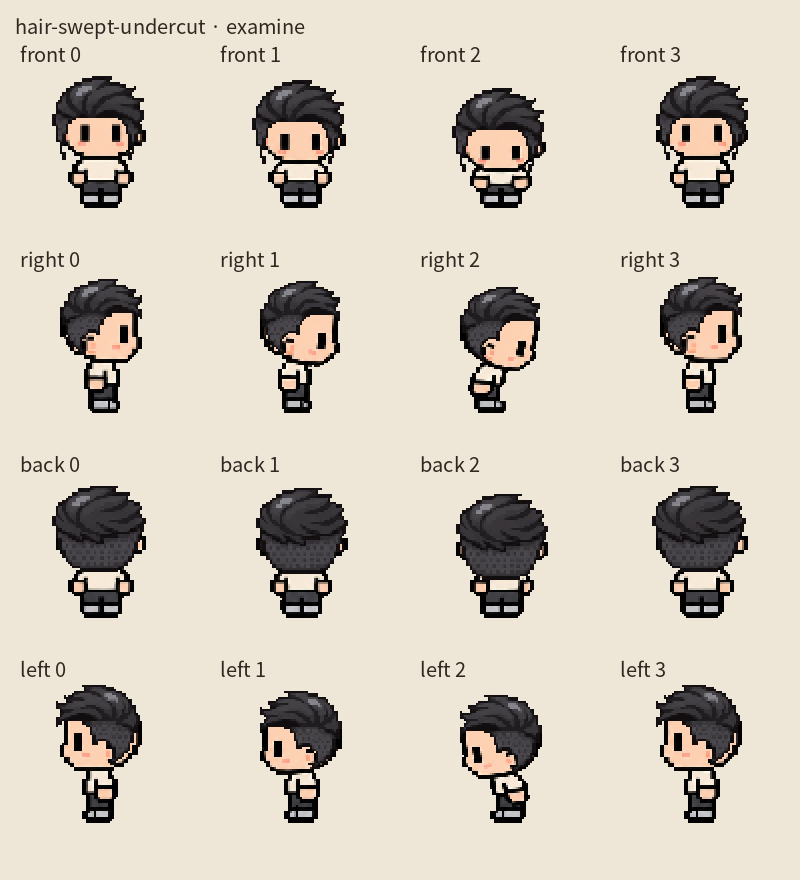 hair-swept-undercut · examine
front 0 front 1 front 2 front 3
right 0 right 1 right 2 right 3
back 0 back 1 back 2 back 3
left 0 left 1 left 2 left 3